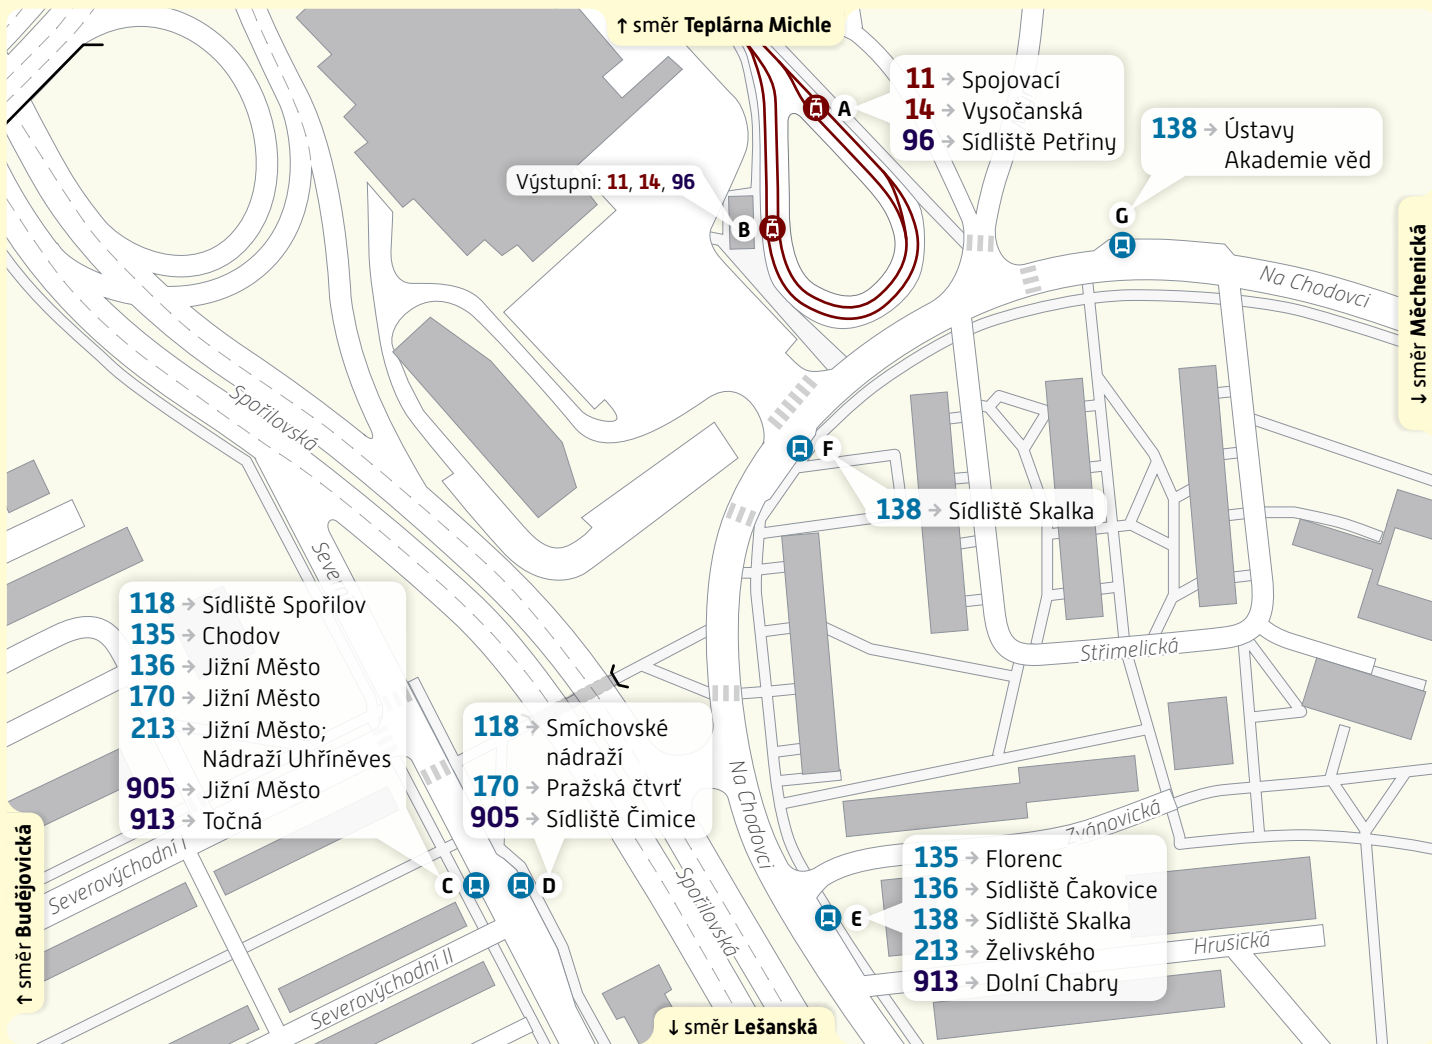 ↑ směr Teplárna Michle
11 → Spojovací
14 → Vysočanská
96 → Sídliště Petřiny
A
138 → Ústavy
Akademie věd
G
Výstupní: 11, 14, 96
B
↓ směr Měchenická
Na Chodovci
Spořilovská
F
138 → Sídliště Skalka
118 → Sídliště Spořilov
135 → Chodov
136 → Jižní Město
170 → Jižní Město
213 → Jižní Město;
Nádraží Uhříněves
905 → Jižní Město
913 → Točná
C
118 → Smíchovské
nádraží
170 → Pražská čtvrť
905 → Sídliště Čimice
D
Střimelická
Na Chodovci
Zvánovická
135 → Florenc
136 → Sídliště Čakovice
138 → Sídliště Skalka
213 → Želivského
913 → Dolní Chabry
E
Hrusická
Spořilovská
Severovýchodní I
Severovýchodní II
↑ směr Budějovická
↓ směr Lešanská